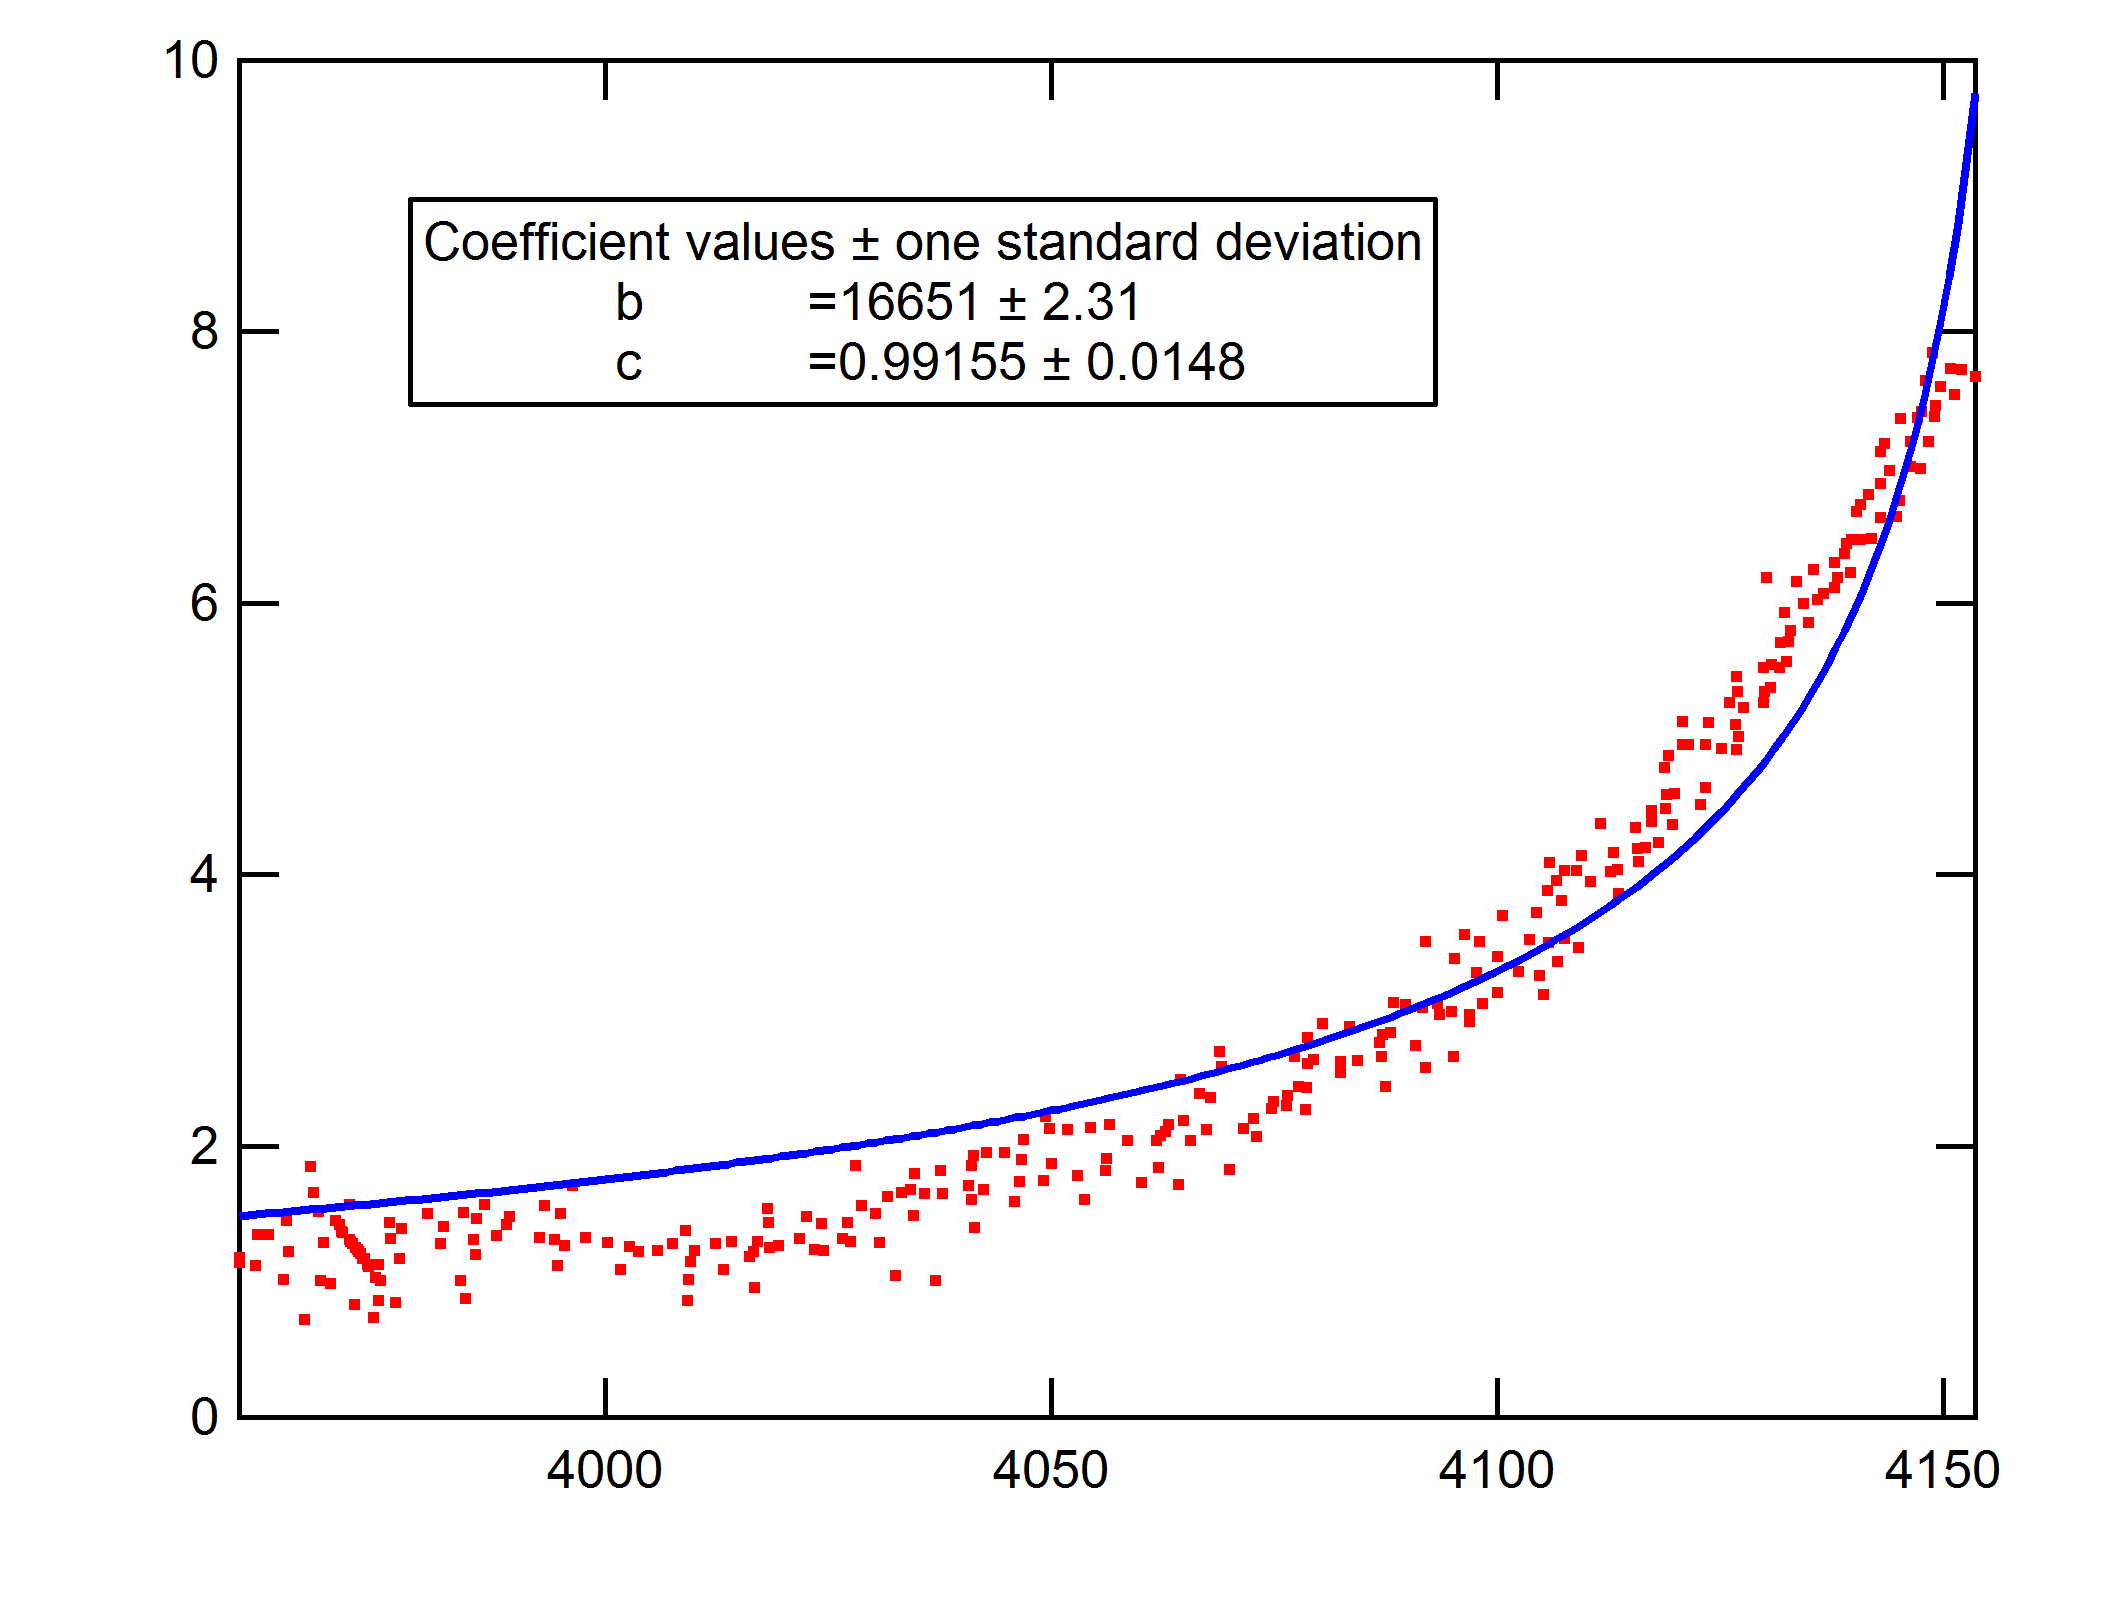 10
8
6
4
2
0
Coefficient values ± one standard deviation
b =16651 ± 2.31
c =0.99155 ± 0.0148
4000 4050 4100 4150